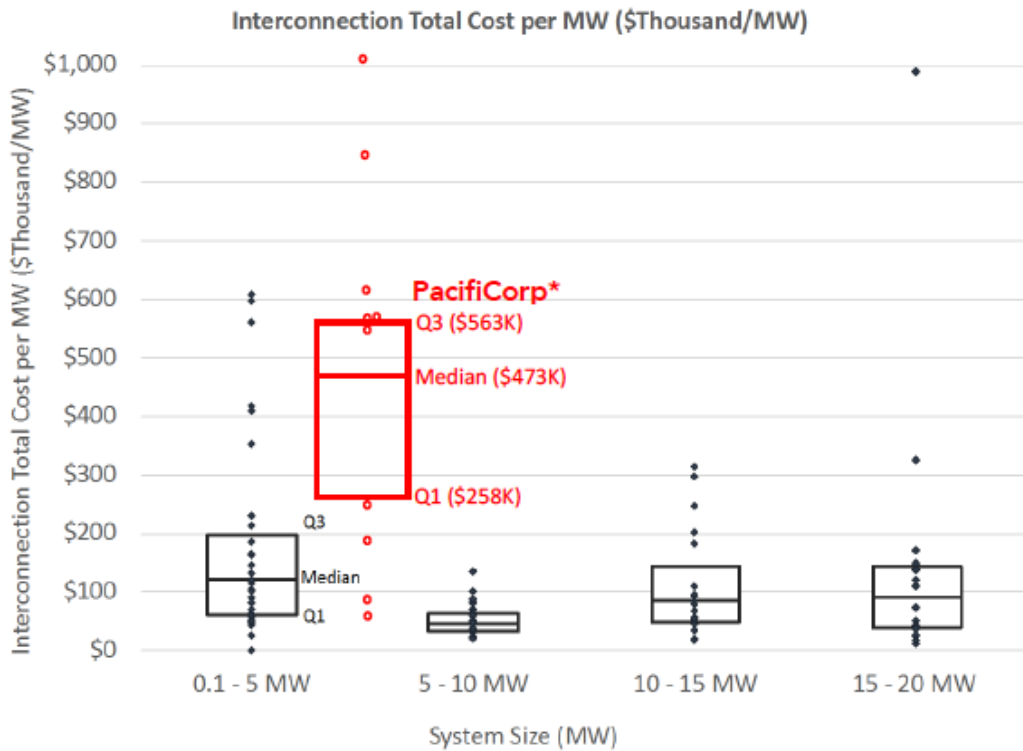 Interconnection Total Cost per MW ($Thousand/MW)
Interconnection Total Cost per MW ($Thousand/MW)
$1,000
$900
$800
$700
$600
$500
$400
$300
$200
$100
$0
PacifiCorp*
Q3 ($563K)
Median ($473K)
Q1 ($258K)
Q3
Median
Q1
0.1 - 5 MW
5 - 10 MW
10 - 15 MW
15 - 20 MW
System Size (MW)